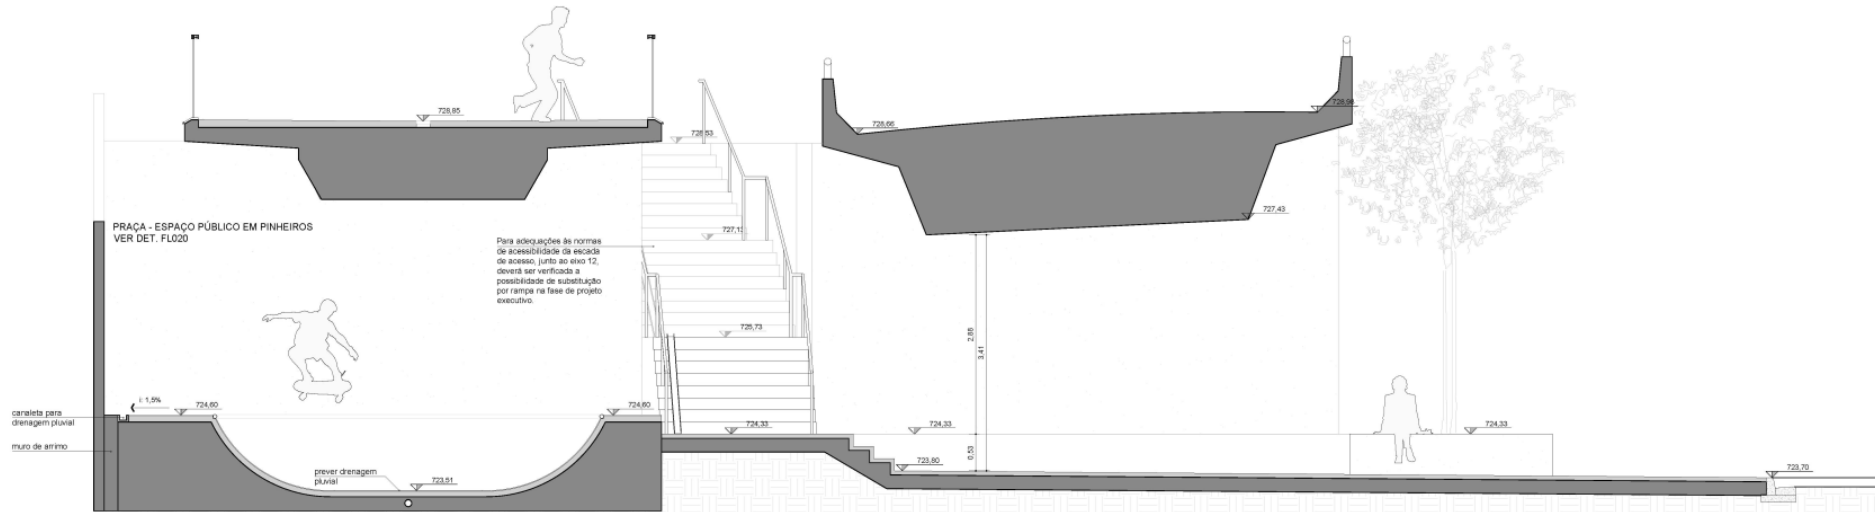 728,85
728,53
728,66
728,98
PRAÇA - ESPAÇO PÚBLICO EM PINHEIROS
VER DET. FL020
727,13
727,43
Para adequações às normas
de acessibilidade da escada
de acesso, junto ao eixo 12,
deverá ser verificada a
possibilidade de substituição
por rampa na fase de projeto
executivo.
725,73
2,88
3,41
i: 1,5%
724,60
724,60
canaleta para
drenagem pluvial
muro de arrimo
724,33
724,33
724,33
0,53
723,80
723,70
prever drenagem
pluvial
723,51